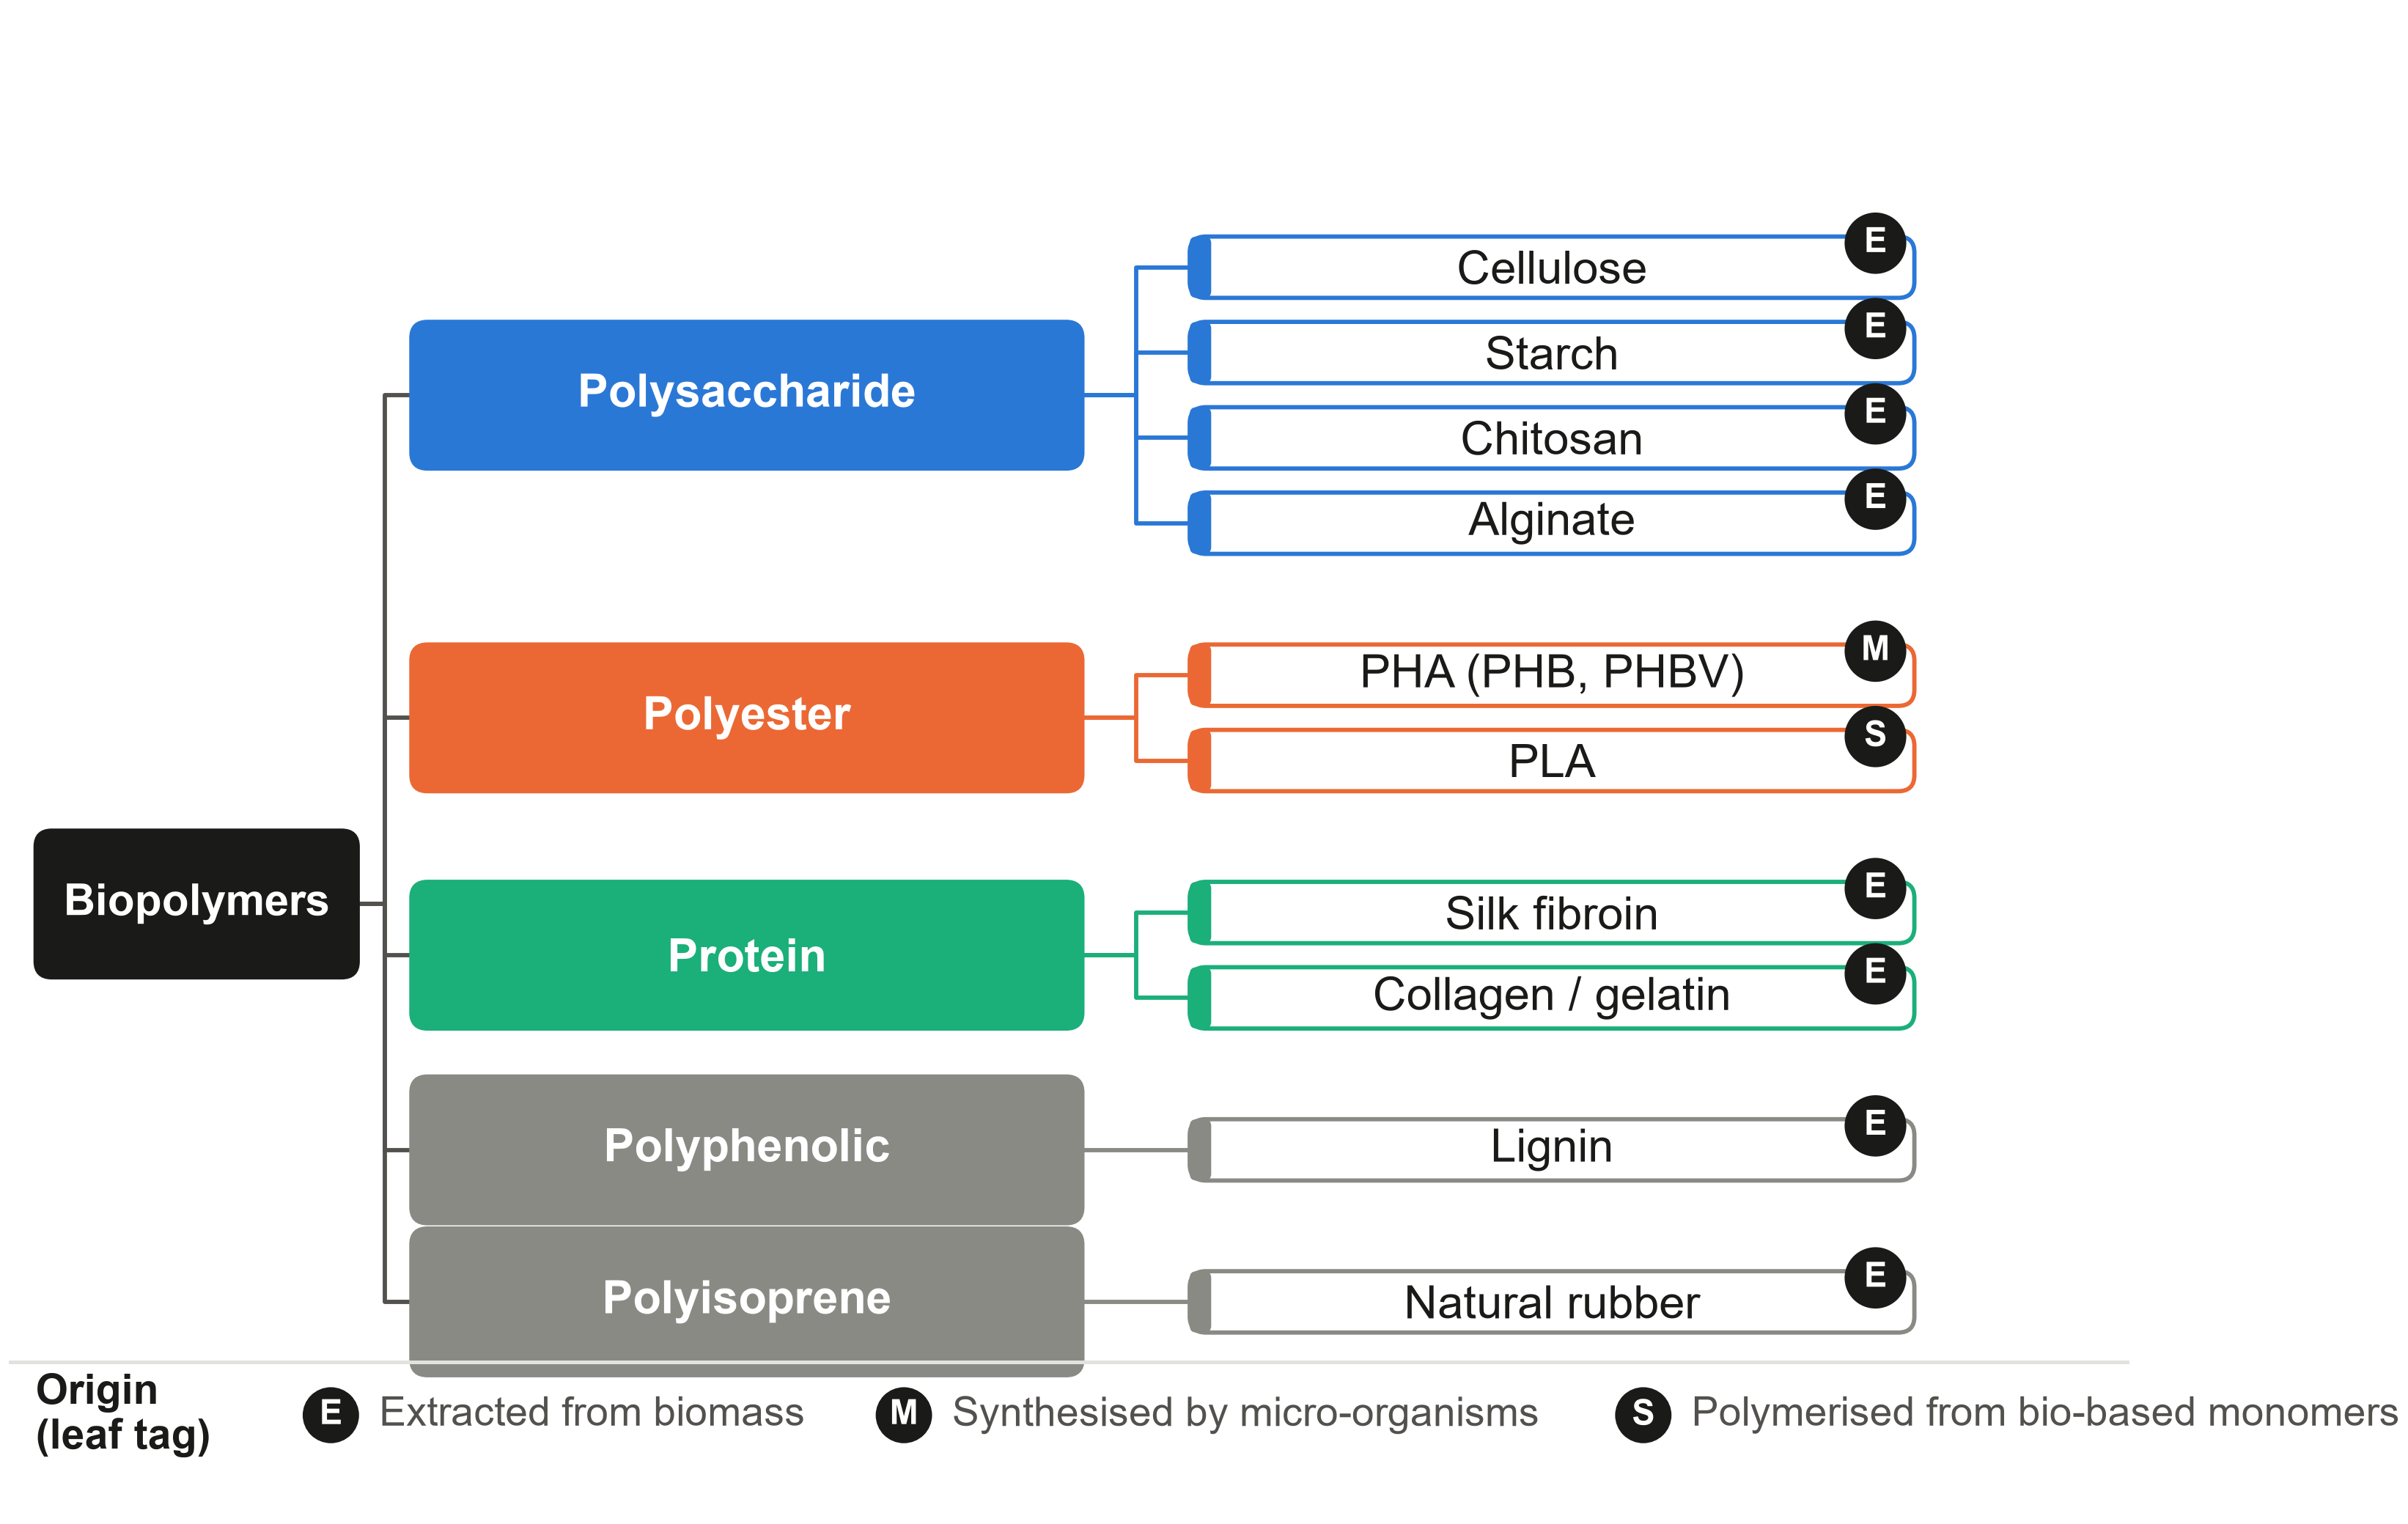 Biopolymers
Polysaccharide
Cellulose E
Starch E
Chitosan E
Alginate E
Polyester
PHA (PHB, PHBV) M
PLA S
Protein
Silk fibroin E
Collagen / gelatin E
Polyphenolic
Lignin E
Polyisoprene
Natural rubber E
Origin
(leaf tag)
E Extracted from biomass
M Synthesised by micro-organisms
S Polymerised from bio-based monomers